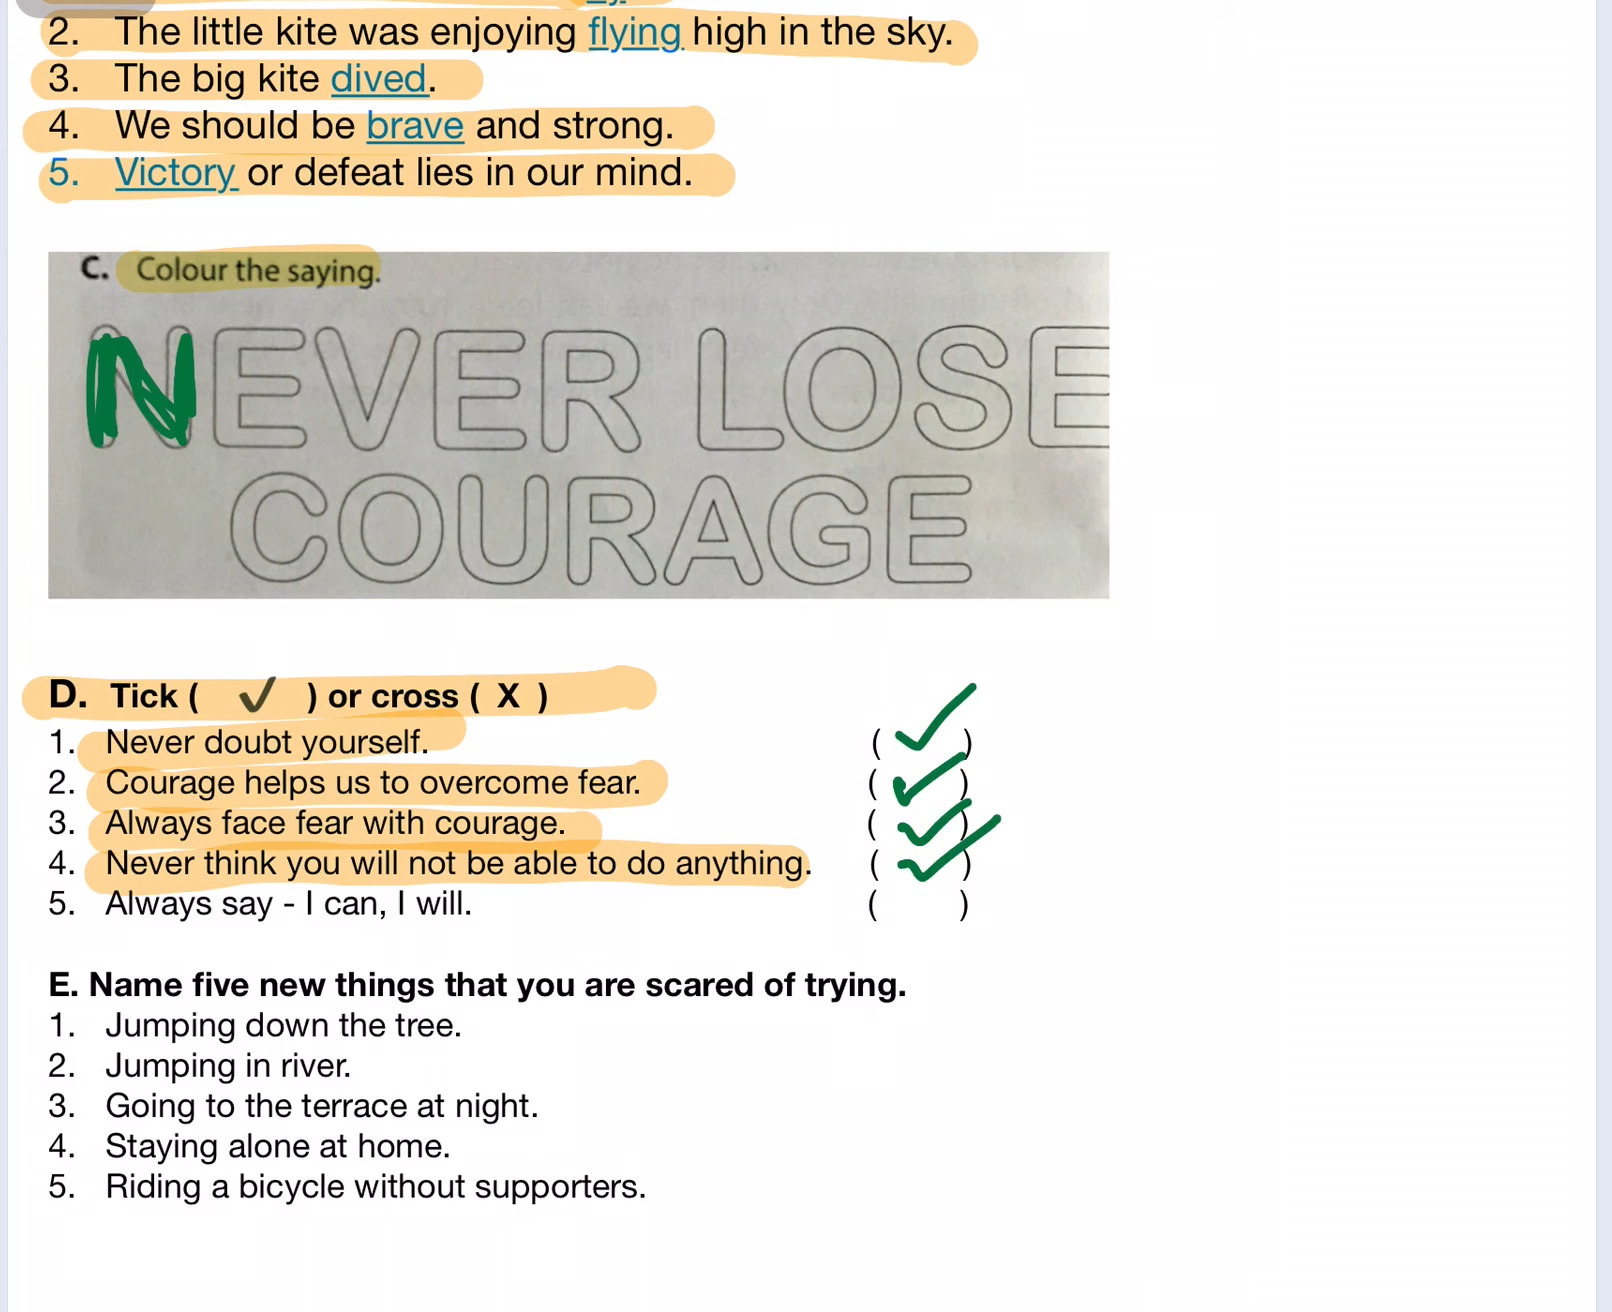 2. The little kite was enjoying flying high in the sky.
3. The big kite dived.
4. We should be brave and strong.
5. Victory or defeat lies in our mind.
C. Colour the saying.
NEVER LOSE
COURAGE
D. Tick ( ✓ ) or cross ( X )
1. Never doubt yourself. ( ✓ )
2. Courage helps us to overcome fear. ( ✓ )
3. Always face fear with courage. ( ✓ )
4. Never think you will not be able to do anything. ( ✓ )
5. Always say - I can, I will. ( )
E. Name five new things that you are scared of trying.
1. Jumping down the tree.
2. Jumping in river.
3. Going to the terrace at night.
4. Staying alone at home.
5. Riding a bicycle without supporters.